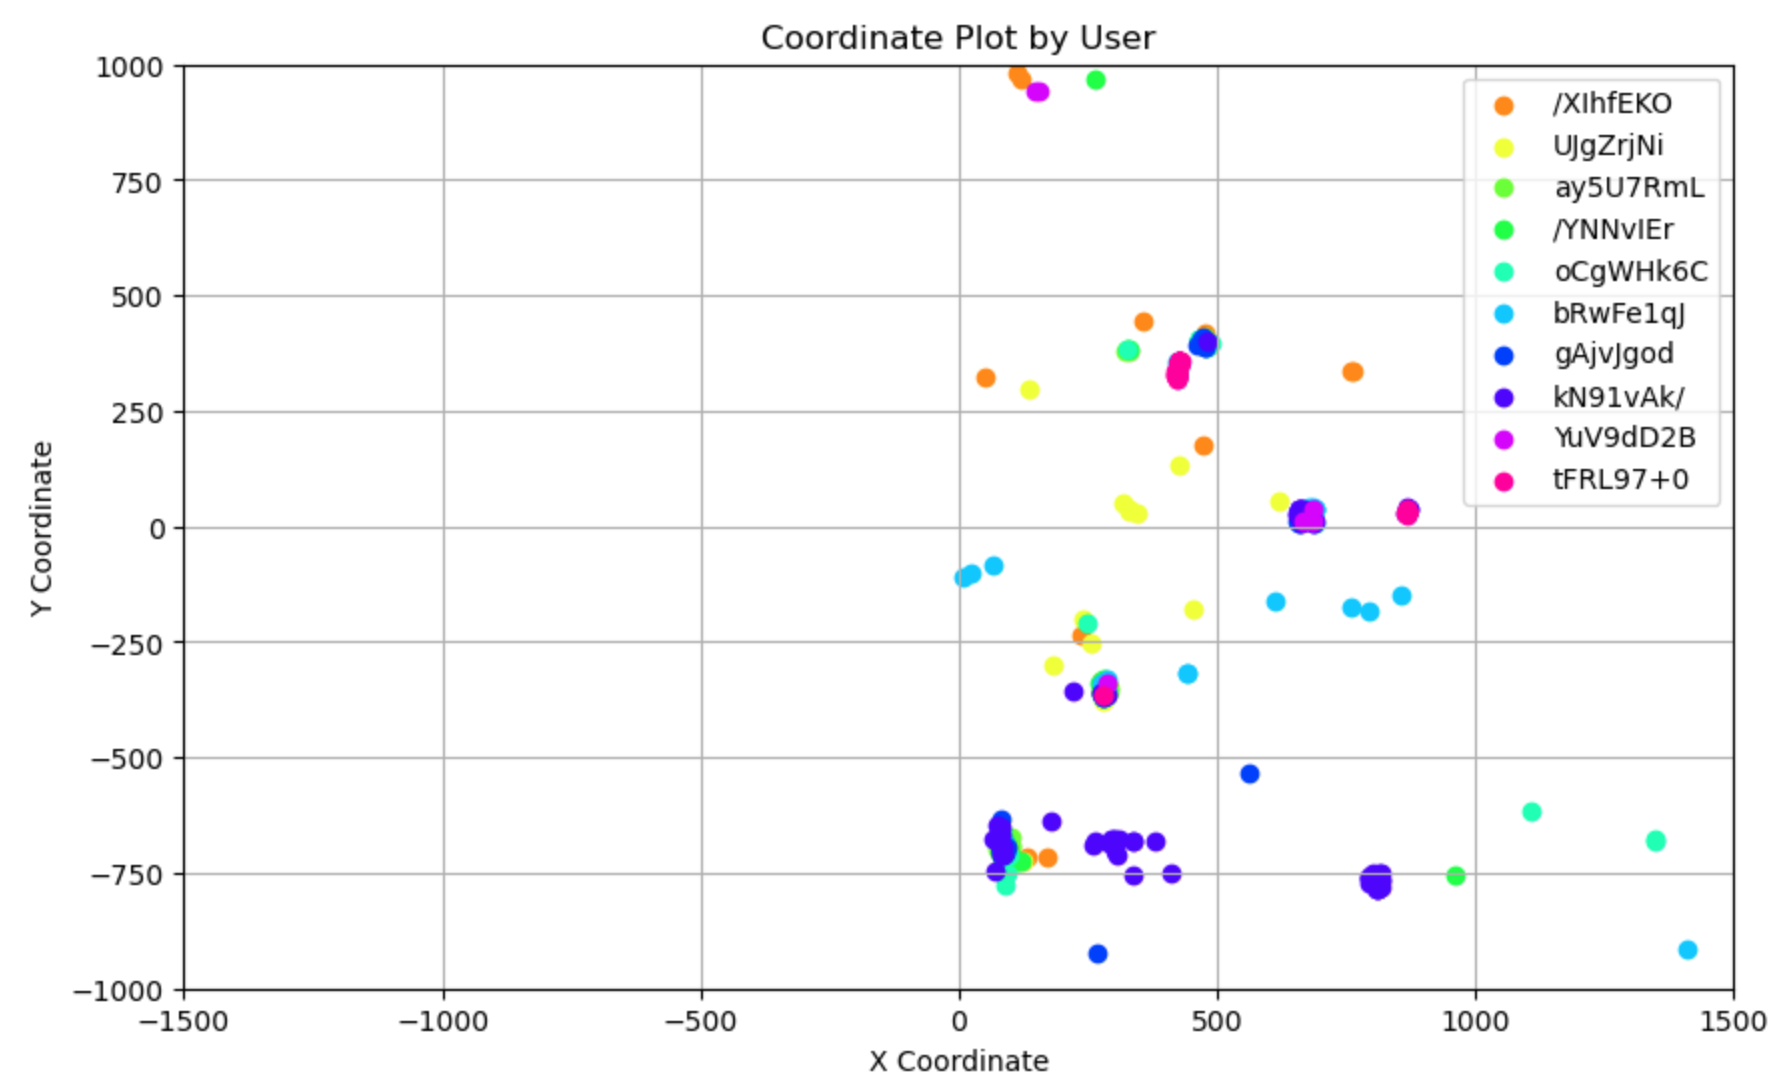 Coordinate Plot by User
1000
750
500
250
0
−250
−500
−750
−1000
Y Coordinate
/XIhfEKO
UJgZrjNi
ay5U7RmL
/YNNvIEr
oCgWHk6C
bRwFe1qJ
gAjvJgod
kN91vAk/
YuV9dD2B
tFRL97+0
−1500 −1000 −500 0 500 1000 1500
X Coordinate